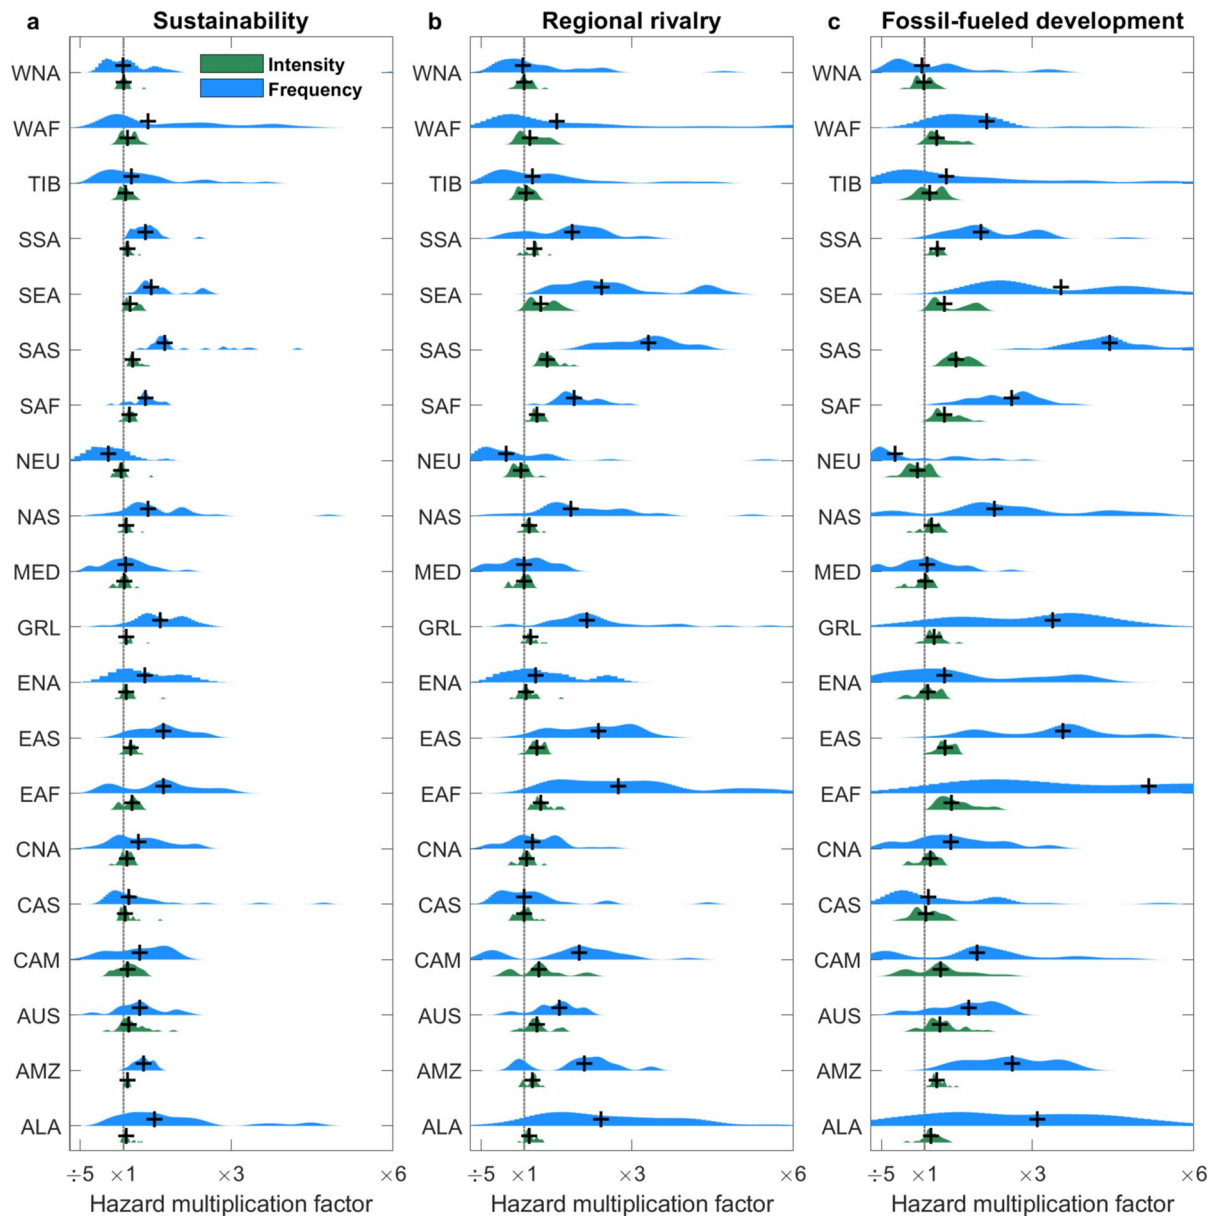 a Sustainability
b Regional rivalry
c Fossil-fueled development
Intensity
Frequency
WNA
WAF
TIB
SSA
SEA
SAS
SAF
NEU
NAS
MED
GRL
ENA
EAS
EAF
CNA
CAS
CAM
AUS
AMZ
ALA
÷5 ×1 ×3 ×6
Hazard multiplication factor
WNA
WAF
TIB
SSA
SEA
SAS
SAF
NEU
NAS
MED
GRL
ENA
EAS
EAF
CNA
CAS
CAM
AUS
AMZ
ALA
÷5 ×1 ×3 ×6
Hazard multiplication factor
WNA
WAF
TIB
SSA
SEA
SAS
SAF
NEU
NAS
MED
GRL
ENA
EAS
EAF
CNA
CAS
CAM
AUS
AMZ
ALA
÷5 ×1 ×3 ×6
Hazard multiplication factor